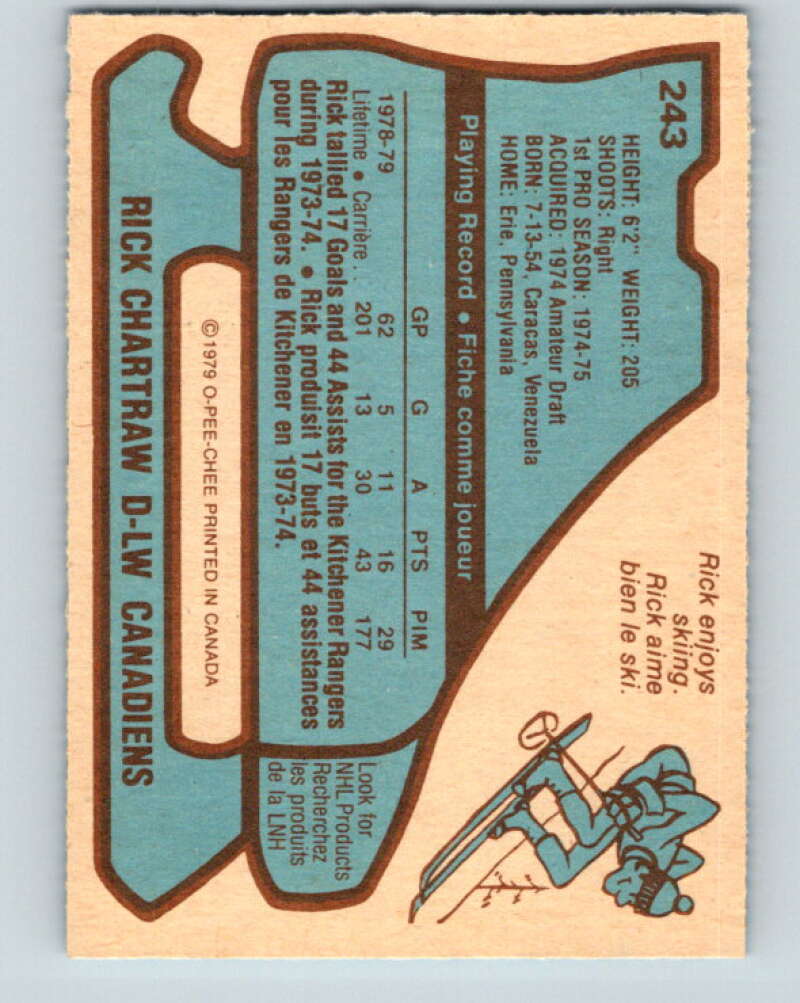 243
HEIGHT: 6'2" WEIGHT: 205
SHOOTS: Right
1st PRO SEASON: 1974-75
ACQUIRED: 1974 Amateur Draft
BORN: 7-13-54, Caracas, Venezuela
HOME: Erie, Pennsylvania
Rick enjoys
skiing.
Rick aime
bien le ski.
Playing Record • Fiche comme joueur
GP G A PTS PIM
1978-79 62 5 11 16 29
Lifetime • Carrière . . 201 13 30 43 177
Rick tallied 17 Goals and 44 Assists for the Kitchener Rangers
during 1973-74. • Rick produisit 17 buts et 44 assistances
pour les Rangers de Kitchener en 1973-74.
Look for
NHL Products
Recherchez
les produits
de la LNH
©1979 O-PEE-CHEE PRINTED IN CANADA
RICK CHARTRAW D-LW CANADIENS